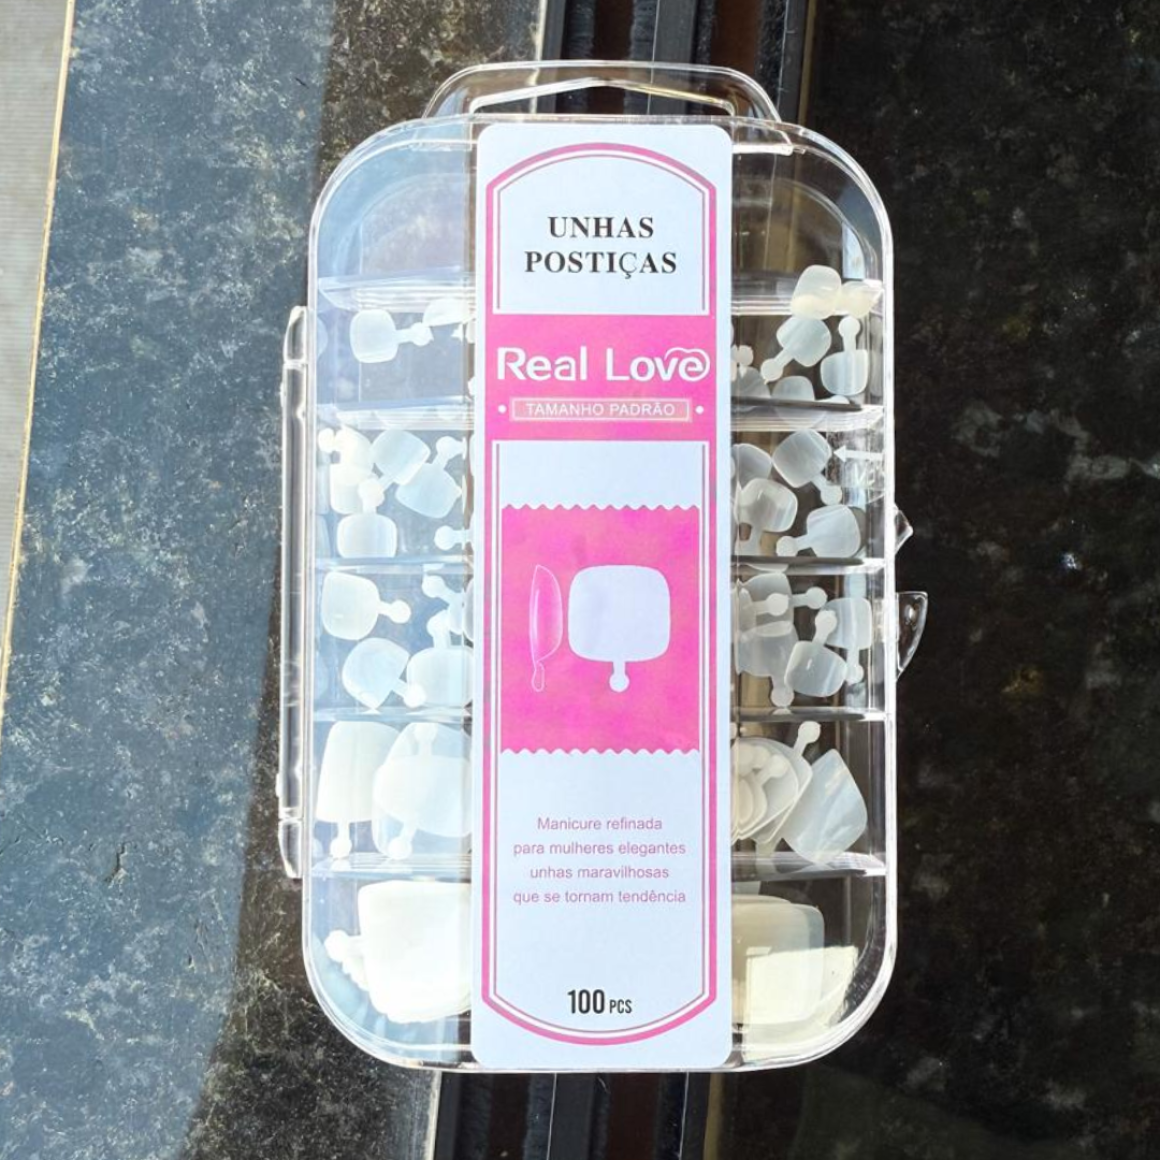 UNHAS
POSTIÇAS
Real Love
TAMANHO PADRÃO
Manicure refinada
para mulheres elegantes
unhas maravilhosas
que se tornam tendência
100 PCS